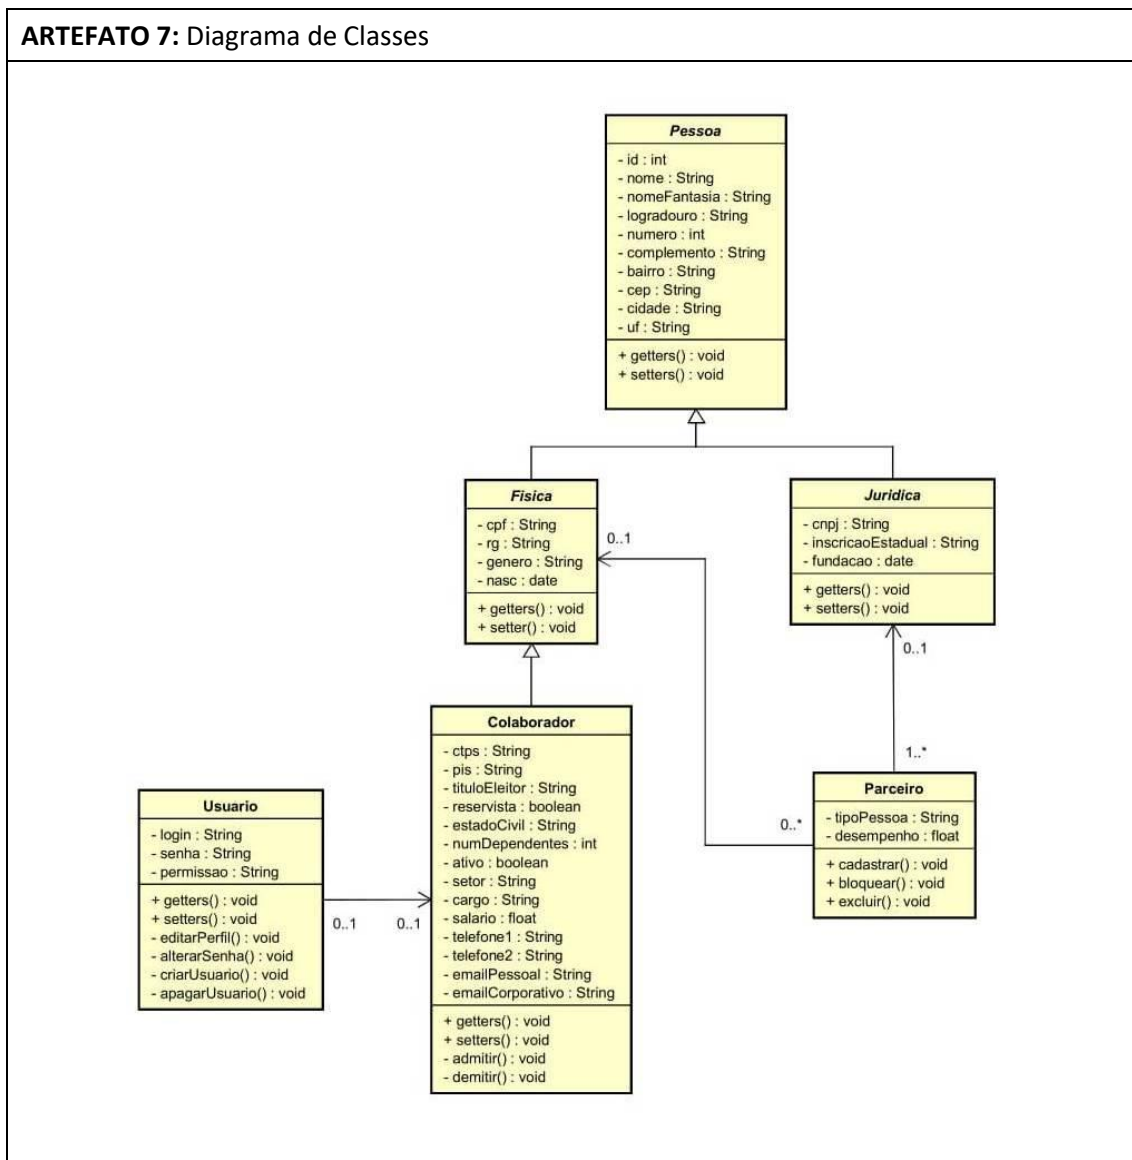 ARTEFATO 7: Diagrama de Classes
Pessoa
- id : int
- nome : String
- nomeFantasia : String
- logradouro : String
- numero : int
- complemento : String
- bairro : String
- cep : String
- cidade : String
- uf : String
+ getters() : void
+ setters() : void
Fisica
- cpf : String
- rg : String
- genero : String
- nasc : date
+ getters() : void
+ setter() : void
0..1
Juridica
- cnpj : String
- inscricaoEstadual : String
- fundacao : date
+ getters() : void
+ setters() : void
0..1
1..*
0..*
Colaborador
- ctps : String
- pis : String
- tituloEleitor : String
- reservista : boolean
- estadoCivil : String
- numDependentes : int
- ativo : boolean
- setor : String
- cargo : String
- salario : float
- telefone1 : String
- telefone2 : String
- emailPessoal : String
- emailCorporativo : String
+ getters() : void
+ setters() : void
- admitir() : void
- demitir() : void
Parceiro
- tipoPessoa : String
- desempenho : float
+ cadastrar() : void
+ bloquear() : void
+ excluir() : void
Usuario
- login : String
- senha : String
- permissao : String
+ getters() : void
+ setters() : void
- editarPerfil() : void
- alterarSenha() : void
- criarUsuario() : void
- apagarUsuario() : void
0..1
0..1